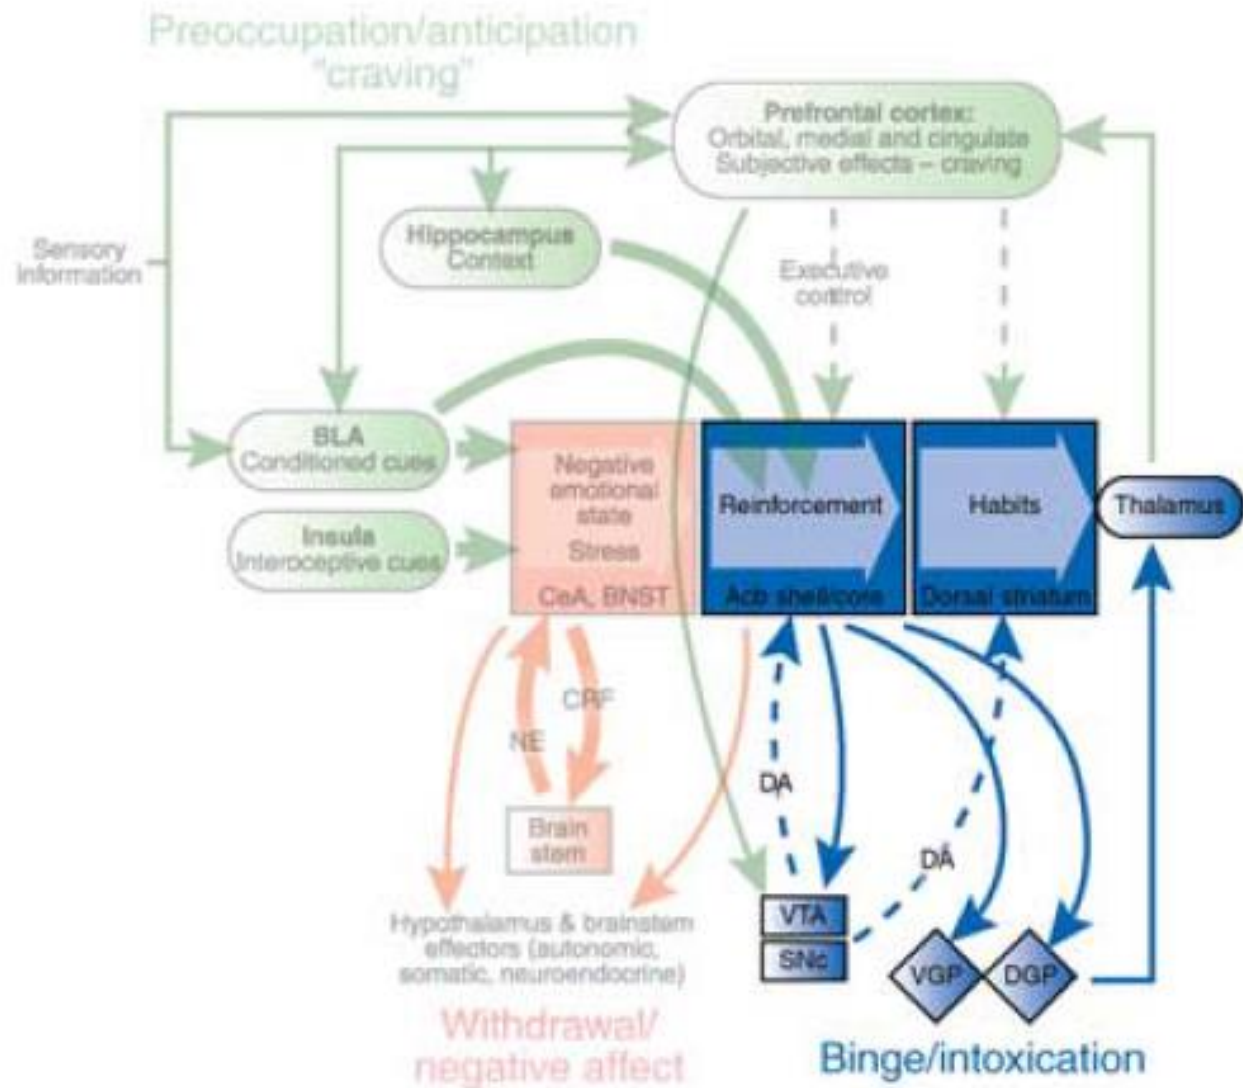 Preoccupation/anticipation
"craving"
Prefrontal cortex:
Orbital, medial and cingulate
Subjective effects – craving
Hippocampus
Context
Sensory
information
Executive
control
BLA
Conditioned cues
Insula
Interoceptive cues
Negative
emotional
state
Stress
CeA, BNST
Reinforcement
Acb shell/core
Habits
Dorsal striatum
Thalamus
NE
CRF
Brain
stem
DA
DA
VTA
SNc
VGP
DGP
Hypothalamus & brainstem
effectors (autonomic,
somatic, neuroendocrine)
Withdrawal/
negative affect
Binge/intoxication